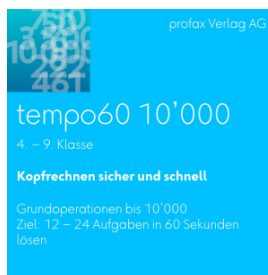 profax Verlag AG
tempo60 10’000
4. – 9. Klasse
Kopfrechnen sicher und schnell
Grundoperationen bis 10’000
Ziel: 12 – 24 Aufgaben in 60 Sekunden
lösen